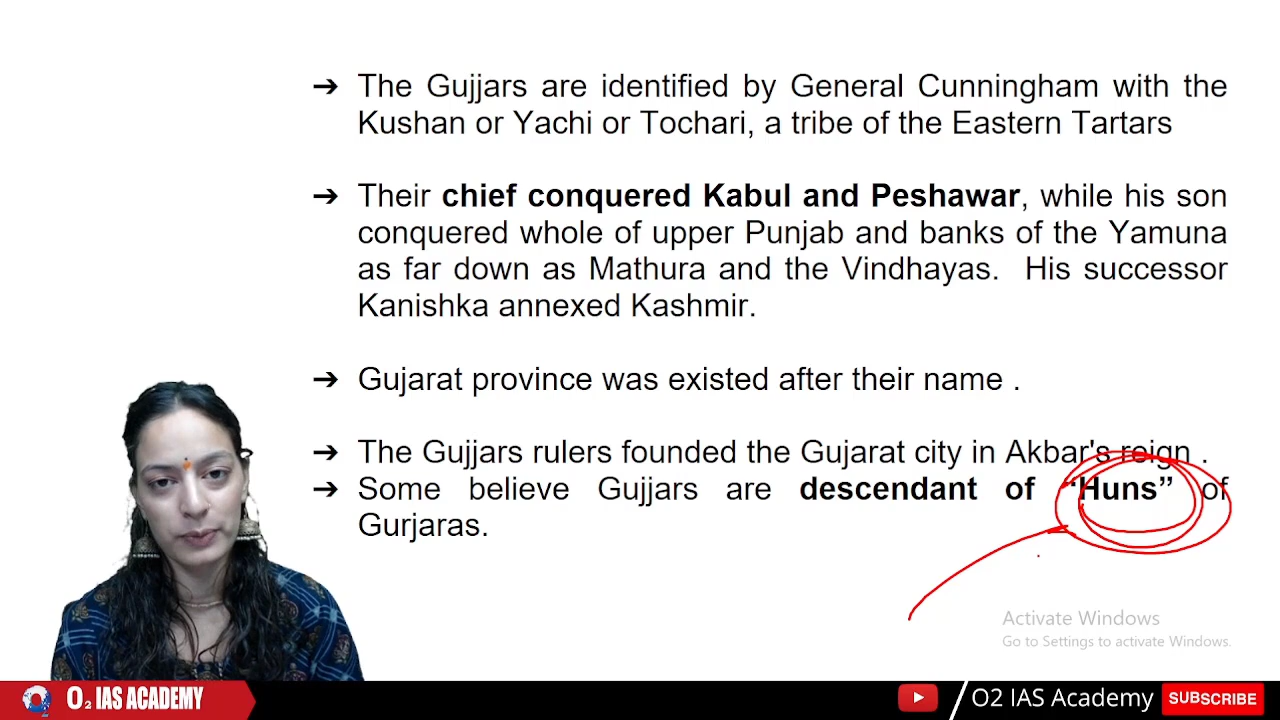 ➔ The Gujjars are identified by General Cunningham with the
Kushan or Yachi or Tochari, a tribe of the Eastern Tartars
➔ Their chief conquered Kabul and Peshawar, while his son
conquered whole of upper Punjab and banks of the Yamuna
as far down as Mathura and the Vindhayas. His successor
Kanishka annexed Kashmir.
➔ Gujarat province was existed after their name .
➔ The Gujjars rulers founded the Gujarat city in Akbar's reign .
➔ Some believe Gujjars are descendant of “Huns” of
Gurjaras.
Activate Windows
Go to Settings to activate Windows.
O2 IAS ACADEMY
O2 IAS Academy SUBSCRIBE